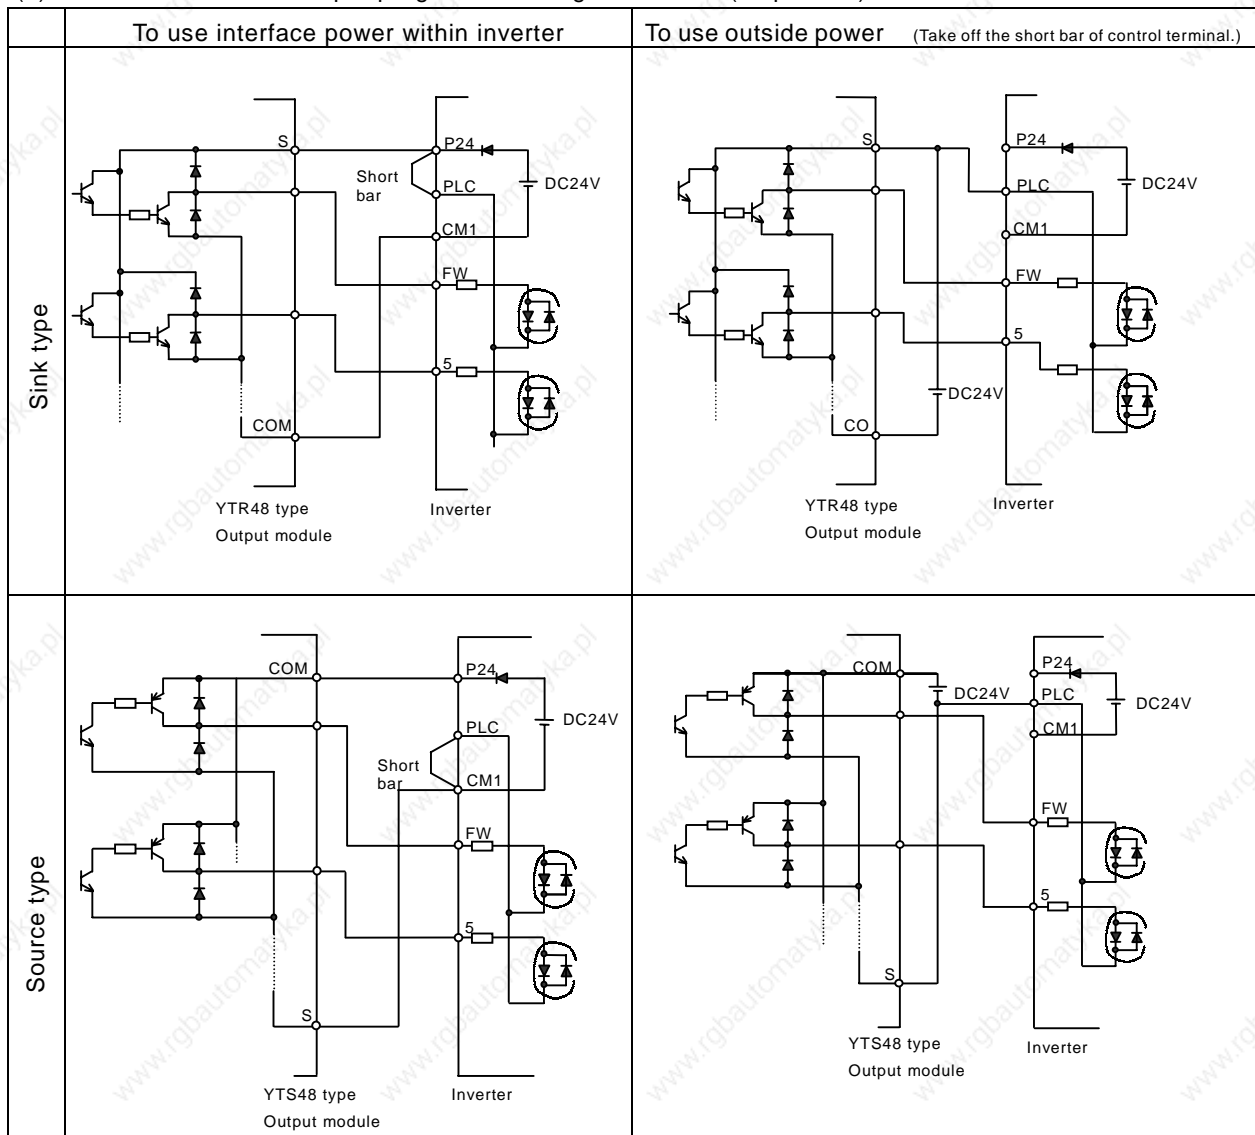 To use interface power within inverter
To use outside power (Take off the short bar of control terminal.)
Sink type
S
P24
Short
bar
PLC
DC24V
CM1
FW
5
COM
YTR48 type
Output module
Inverter
S
P24
PLC
DC24V
CM1
FW
5
DC24V
CO
YTR48 type
Output module
Inverter
Source type
COM
P24
DC24V
PLC
Short
bar
CM1
FW
5
S
YTS48 type
Output module
Inverter
COM
P24
DC24V
PLC
DC24V
CM1
FW
5
S
YTS48 type
Output module
Inverter
www.rgbautomatyka.pl